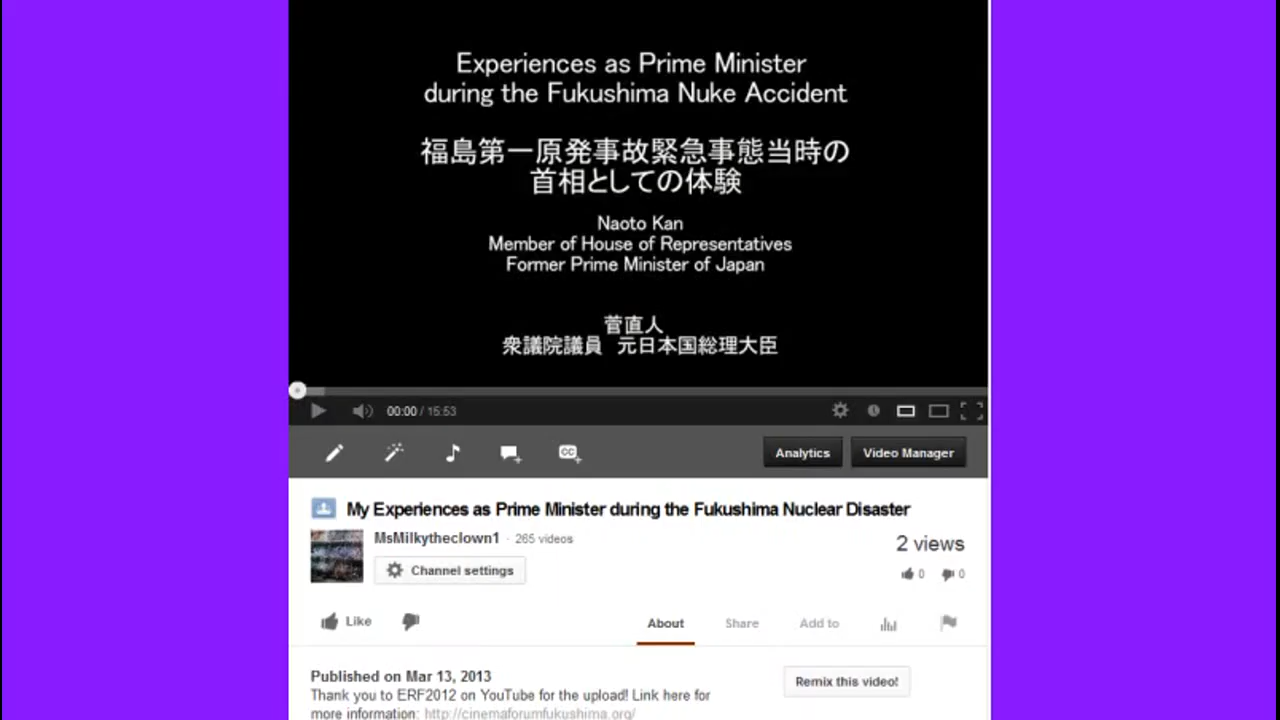 Experiences as Prime Minister
during the Fukushima Nuke Accident
福島第一原発事故緊急事態当時の
首相としての体験
Naoto Kan
Member of House of Representatives
Former Prime Minister of Japan
菅直人
衆議院議員　元日本国総理大臣
00:00 / 15:53
CC
Analytics
Video Manager
My Experiences as Prime Minister during the Fukushima Nuclear Disaster
MsMilkytheclown1 · 265 videos
2 views
Channel settings
0 0
Like
About
Share
Add to
Published on Mar 13, 2013
Remix this video!
Thank you to ERF2012 on YouTube for the upload! Link here for
more information: http://cinemaforumfukushima.org/